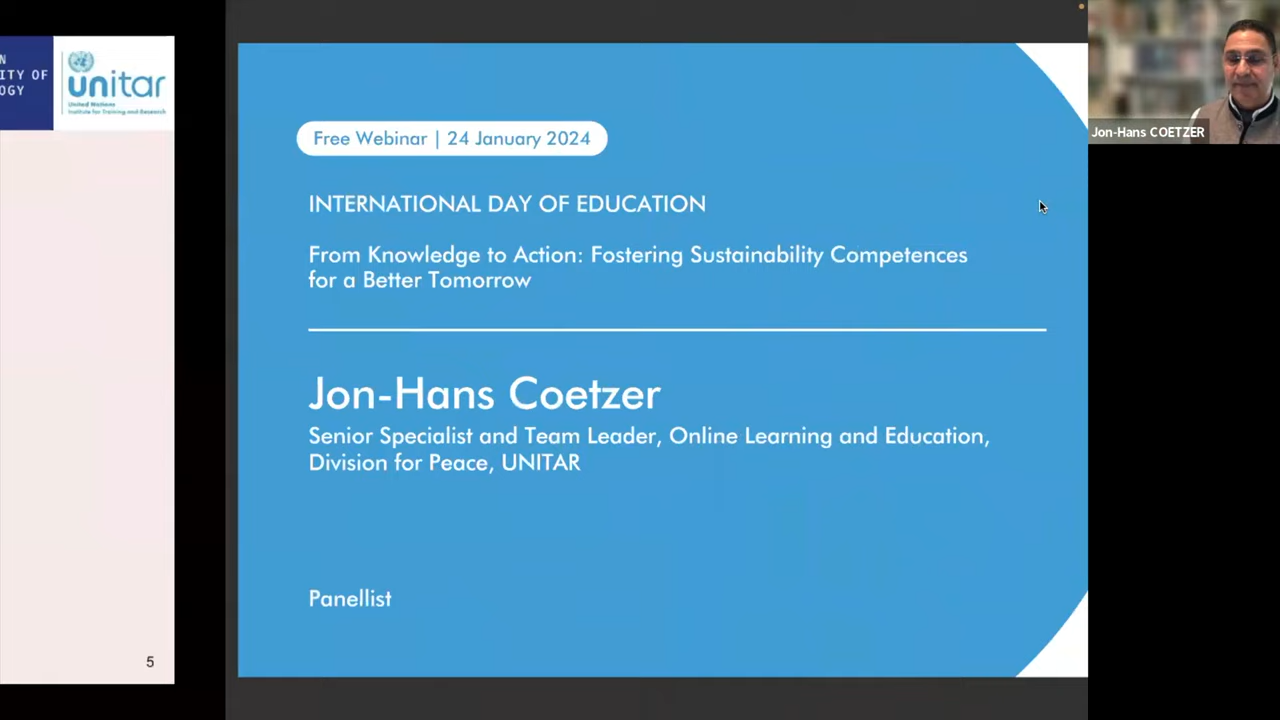 N
ITY OF
OGY
unitar
United Nations
Institute for Training and Research
5
Free Webinar | 24 January 2024
INTERNATIONAL DAY OF EDUCATION
From Knowledge to Action: Fostering Sustainability Competences
for a Better Tomorrow
Jon-Hans Coetzer
Senior Specialist and Team Leader, Online Learning and Education,
Division for Peace, UNITAR
Panellist
Jon-Hans COETZER